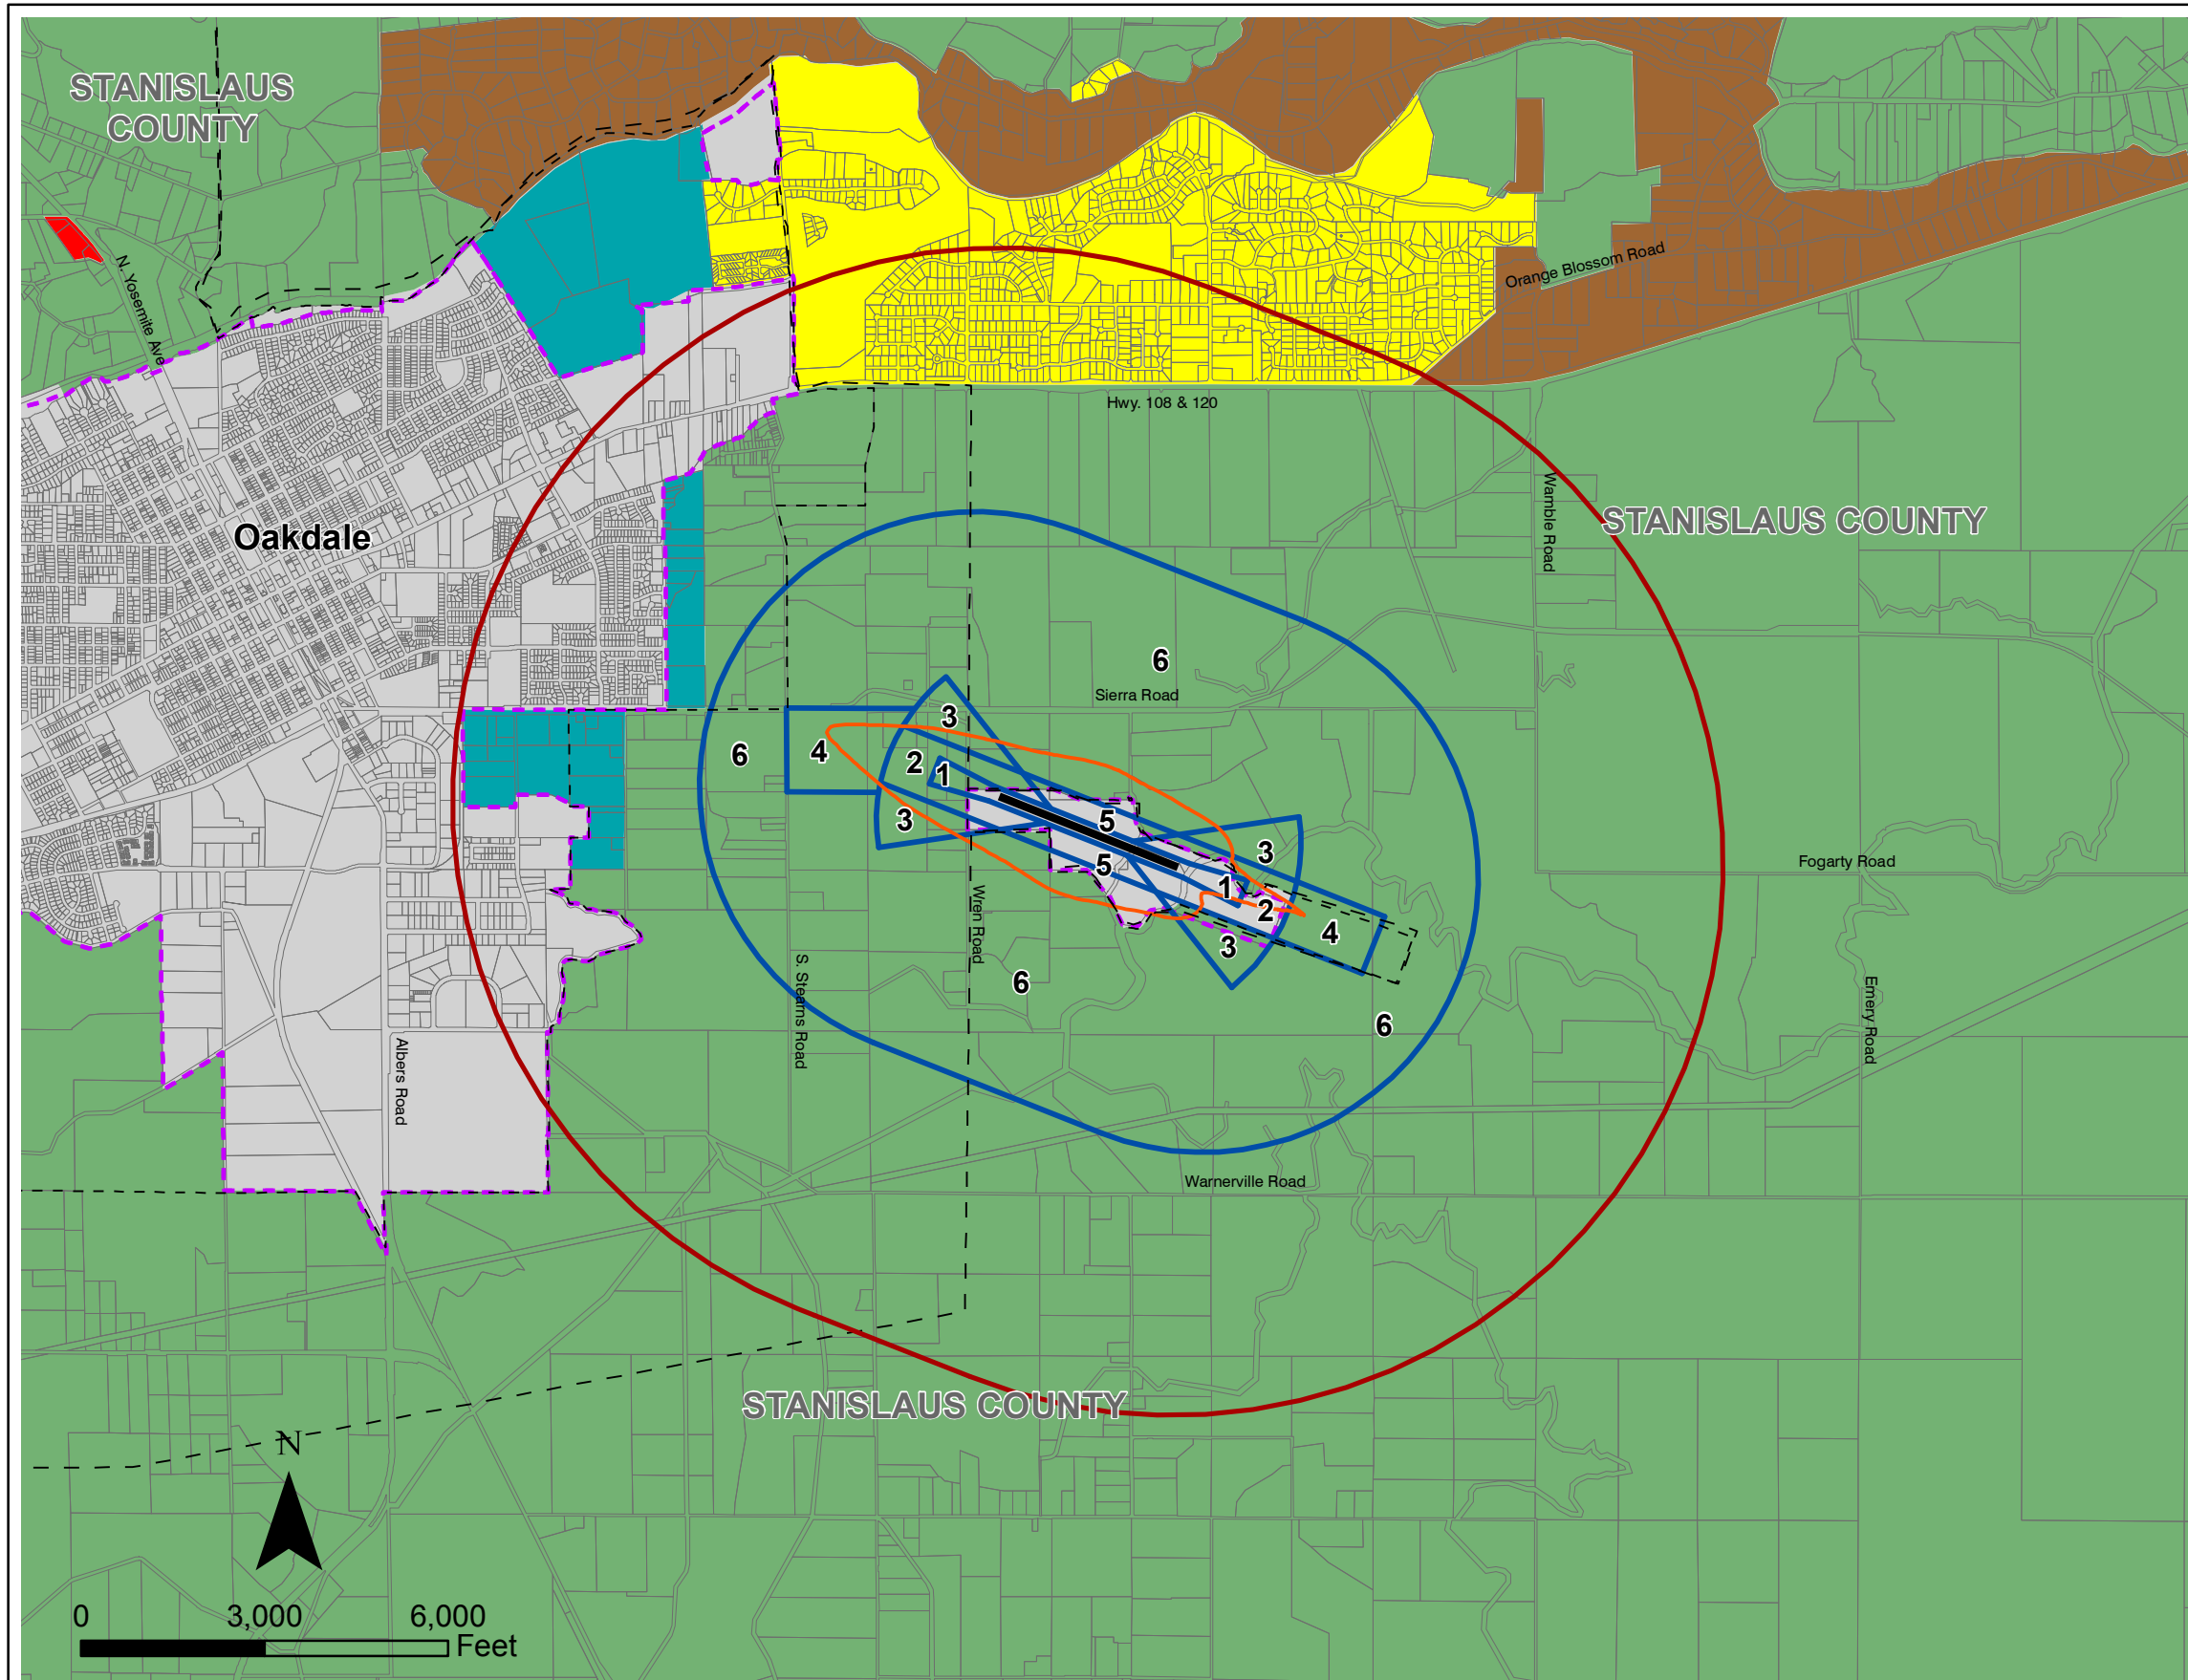 STANISLAUS
COUNTY
N. Yosemite Ave
Orange Blossom Road
Hwy. 108 & 120
Wamble Road
STANISLAUS COUNTY
Oakdale
6
Sierra Road
3
6
4
2
1
5
3
3
5
Fogarty Road
1
2
4
3
Wren Road
6
S. Stearns Road
6
Emery Road
Albers Road
Warnerville Road
STANISLAUS COUNTY
N
0 3,000 6,000
Feet